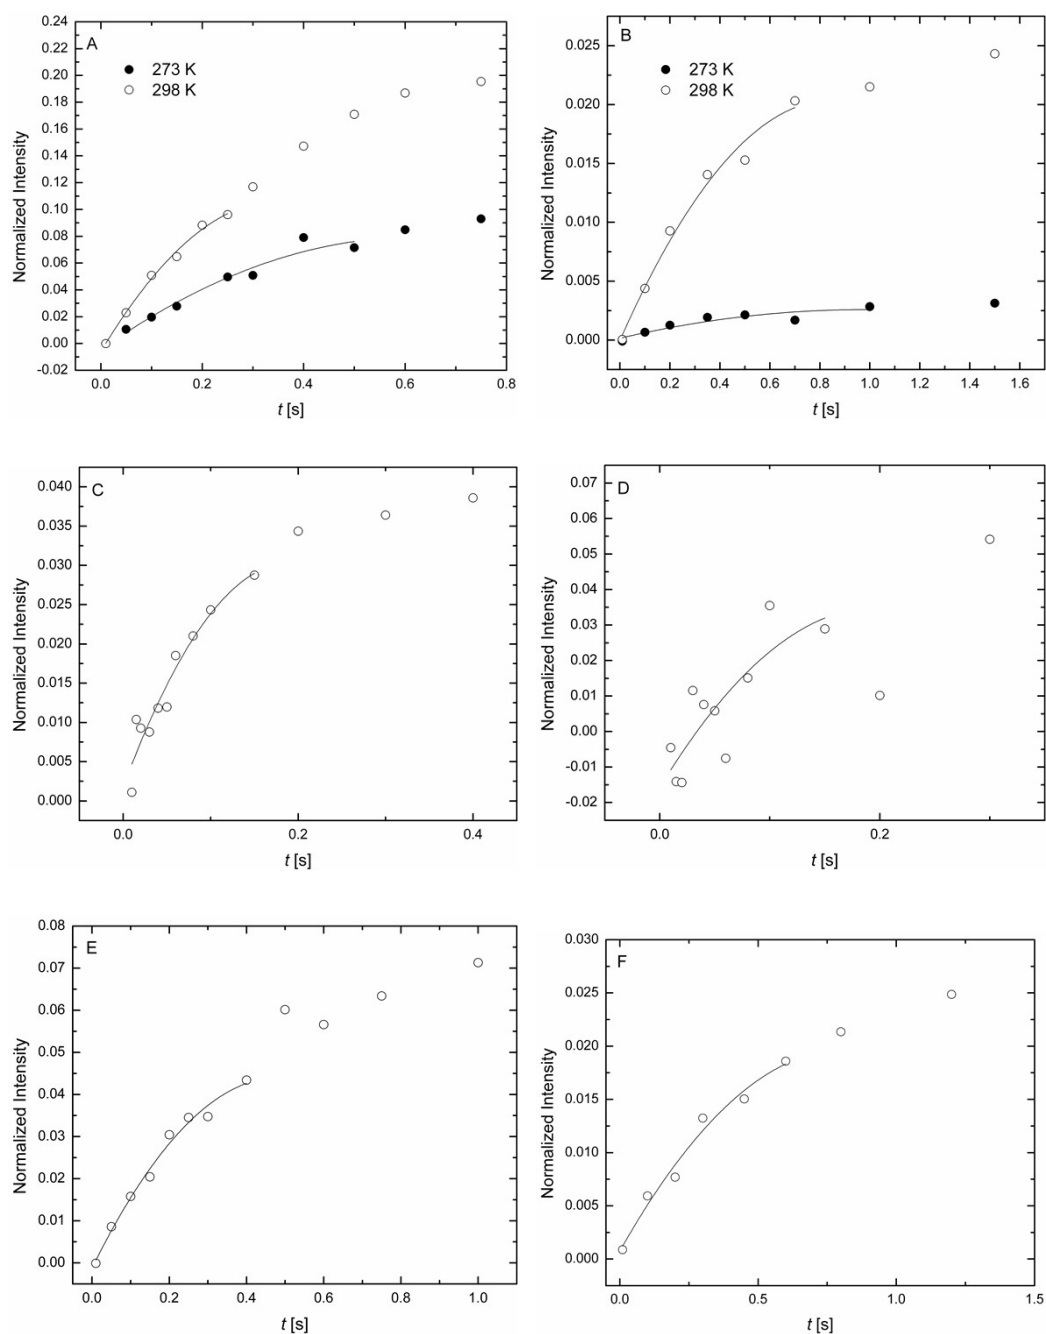 A
273 K
298 K
Normalized Intensity
0.24
0.22
0.20
0.18
0.16
0.14
0.12
0.10
0.08
0.06
0.04
0.02
0.00
-0.02
0.0 0.2 0.4 0.6 0.8
t [s]
B
273 K
298 K
Normalized Intensity
0.025
0.020
0.015
0.010
0.005
0.000
0.0 0.2 0.4 0.6 0.8 1.0 1.2 1.4 1.6
t [s]
C
Normalized Intensity
0.040
0.035
0.030
0.025
0.020
0.015
0.010
0.005
0.000
0.0 0.2 0.4
t [s]
D
Normalized Intensity
0.07
0.06
0.05
0.04
0.03
0.02
0.01
0.00
-0.01
-0.02
0.0 0.2
t [s]
E
Normalized Intensity
0.08
0.07
0.06
0.05
0.04
0.03
0.02
0.01
0.00
0.0 0.2 0.4 0.6 0.8 1.0
t [s]
F
Normalized Intensity
0.030
0.025
0.020
0.015
0.010
0.005
0.000
0.0 0.5 1.0 1.5
t [s]